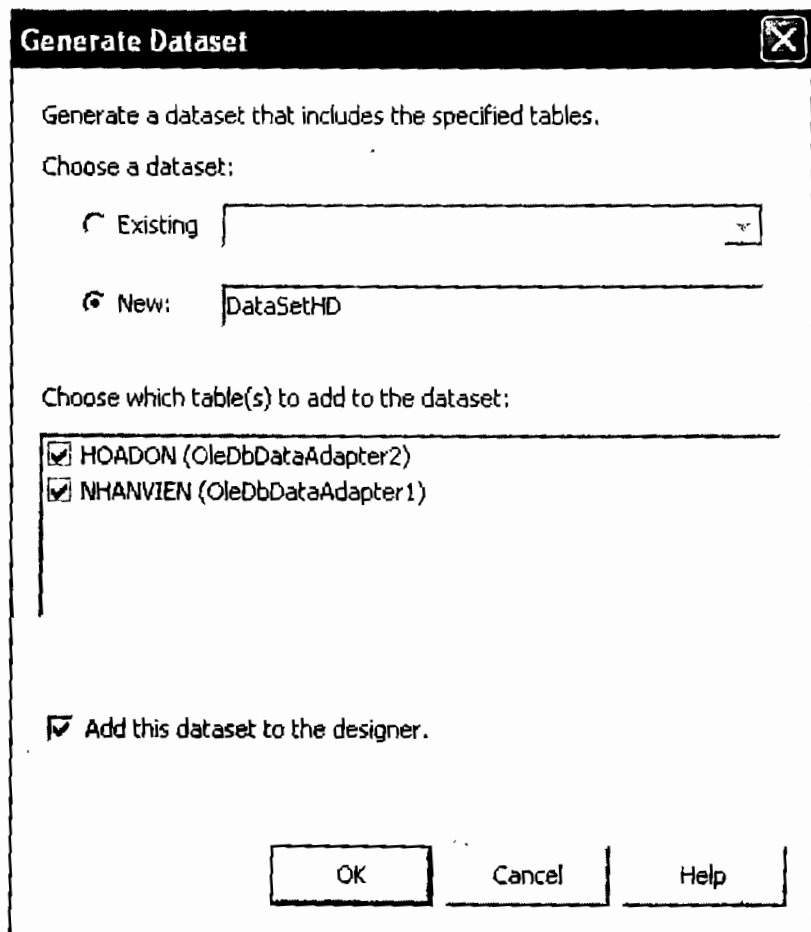 Generate Dataset
Generate a dataset that includes the specified tables.
Choose a dataset:
Existing
New: DataSetHD
Choose which table(s) to add to the dataset:
HOADON (OleDbDataAdapter2)
NHANVIEN (OleDbDataAdapter1)
Add this dataset to the designer.
OK Cancel Help